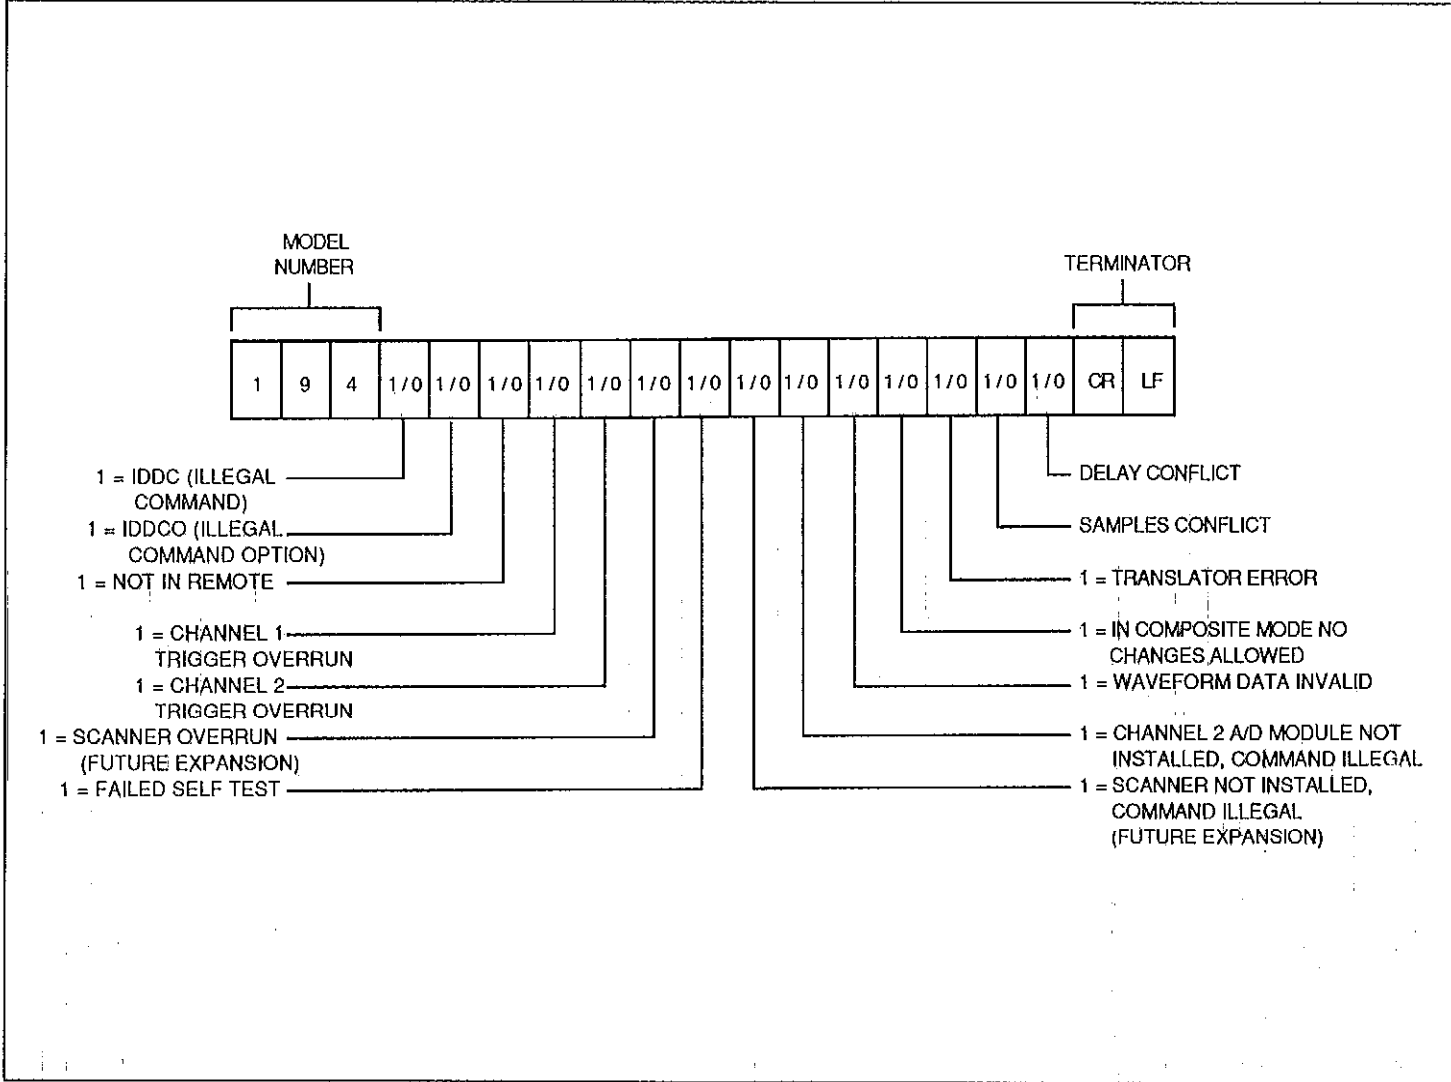 MODEL
NUMBER
TERMINATOR
1 9 4 1/0 1/0 1/0 1/0 1/0 1/0 1/0 1/0 1/0 1/0 1/0 1/0 1/0 1/0 CR LF
1 = IDDC (ILLEGAL
COMMAND)
1 = IDDCO (ILLEGAL
COMMAND OPTION)
1 = NOT IN REMOTE
1 = CHANNEL 1
TRIGGER OVERRUN
1 = CHANNEL 2
TRIGGER OVERRUN
1 = SCANNER OVERRUN
(FUTURE EXPANSION)
1 = FAILED SELF TEST
DELAY CONFLICT
SAMPLES CONFLICT
1 = TRANSLATOR ERROR
1 = IN COMPOSITE MODE NO
CHANGES ALLOWED
1 = WAVEFORM DATA INVALID
1 = CHANNEL 2 A/D MODULE NOT
INSTALLED, COMMAND ILLEGAL
1 = SCANNER NOT INSTALLED,
COMMAND ILLEGAL
(FUTURE EXPANSION)